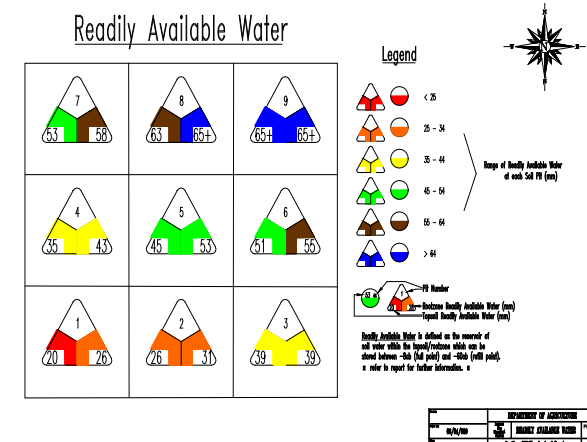 Readily Available Water
N
Legend
7
53 58
8
63 65+
9
65+ 65+
4
35 43
5
45 53
6
51 55
1
20 26
2
26 31
3
39 39
< 25
25 - 34
35 - 44
45 - 54
55 - 64
> 64
Range of Readily Available Water
at each Soil Pit (mm)
Pit Number
Rootzone Readily Available Water (mm)
Topsoil Readily Available Water (mm)
Readily Available Water is defined as the reservoir of
soil water within the topsoil/rootzone which can be
stored between -8kb (full point) and -60kb (refill point).
* refer to report for further information. *
DEPARTMENT OF AGRICULTURE
READILY AVAILABLE WATER